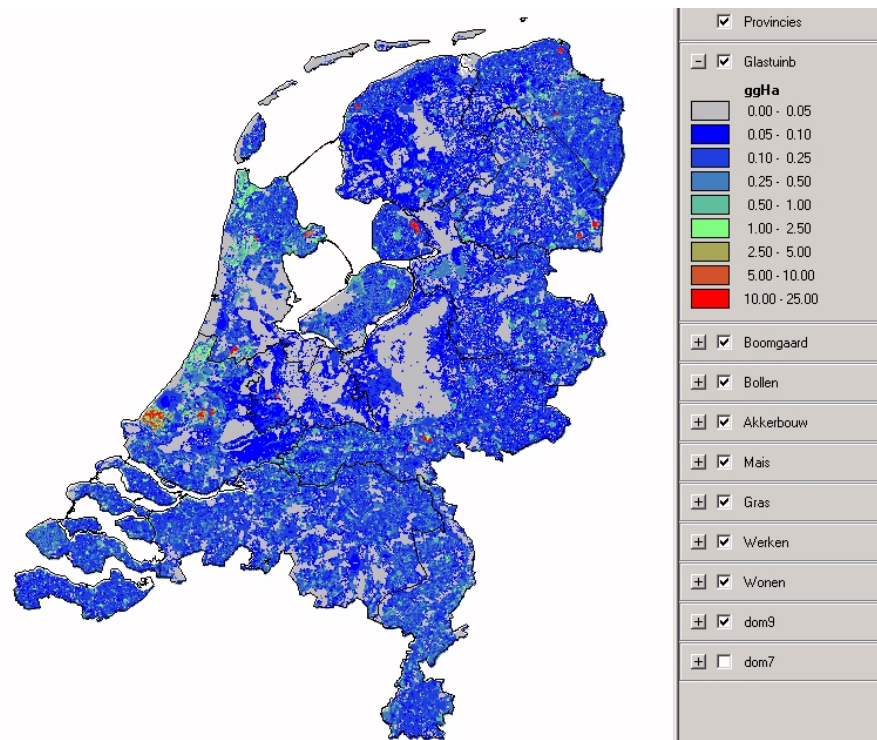 Provincies
Glastuinb
ggHa
0.00 - 0.05
0.05 - 0.10
0.10 - 0.25
0.25 - 0.50
0.50 - 1.00
1.00 - 2.50
2.50 - 5.00
5.00 - 10.00
10.00 - 25.00
Boomgaard
Bollen
Akkerbouw
Mais
Gras
Werken
Wonen
dom9
dom7